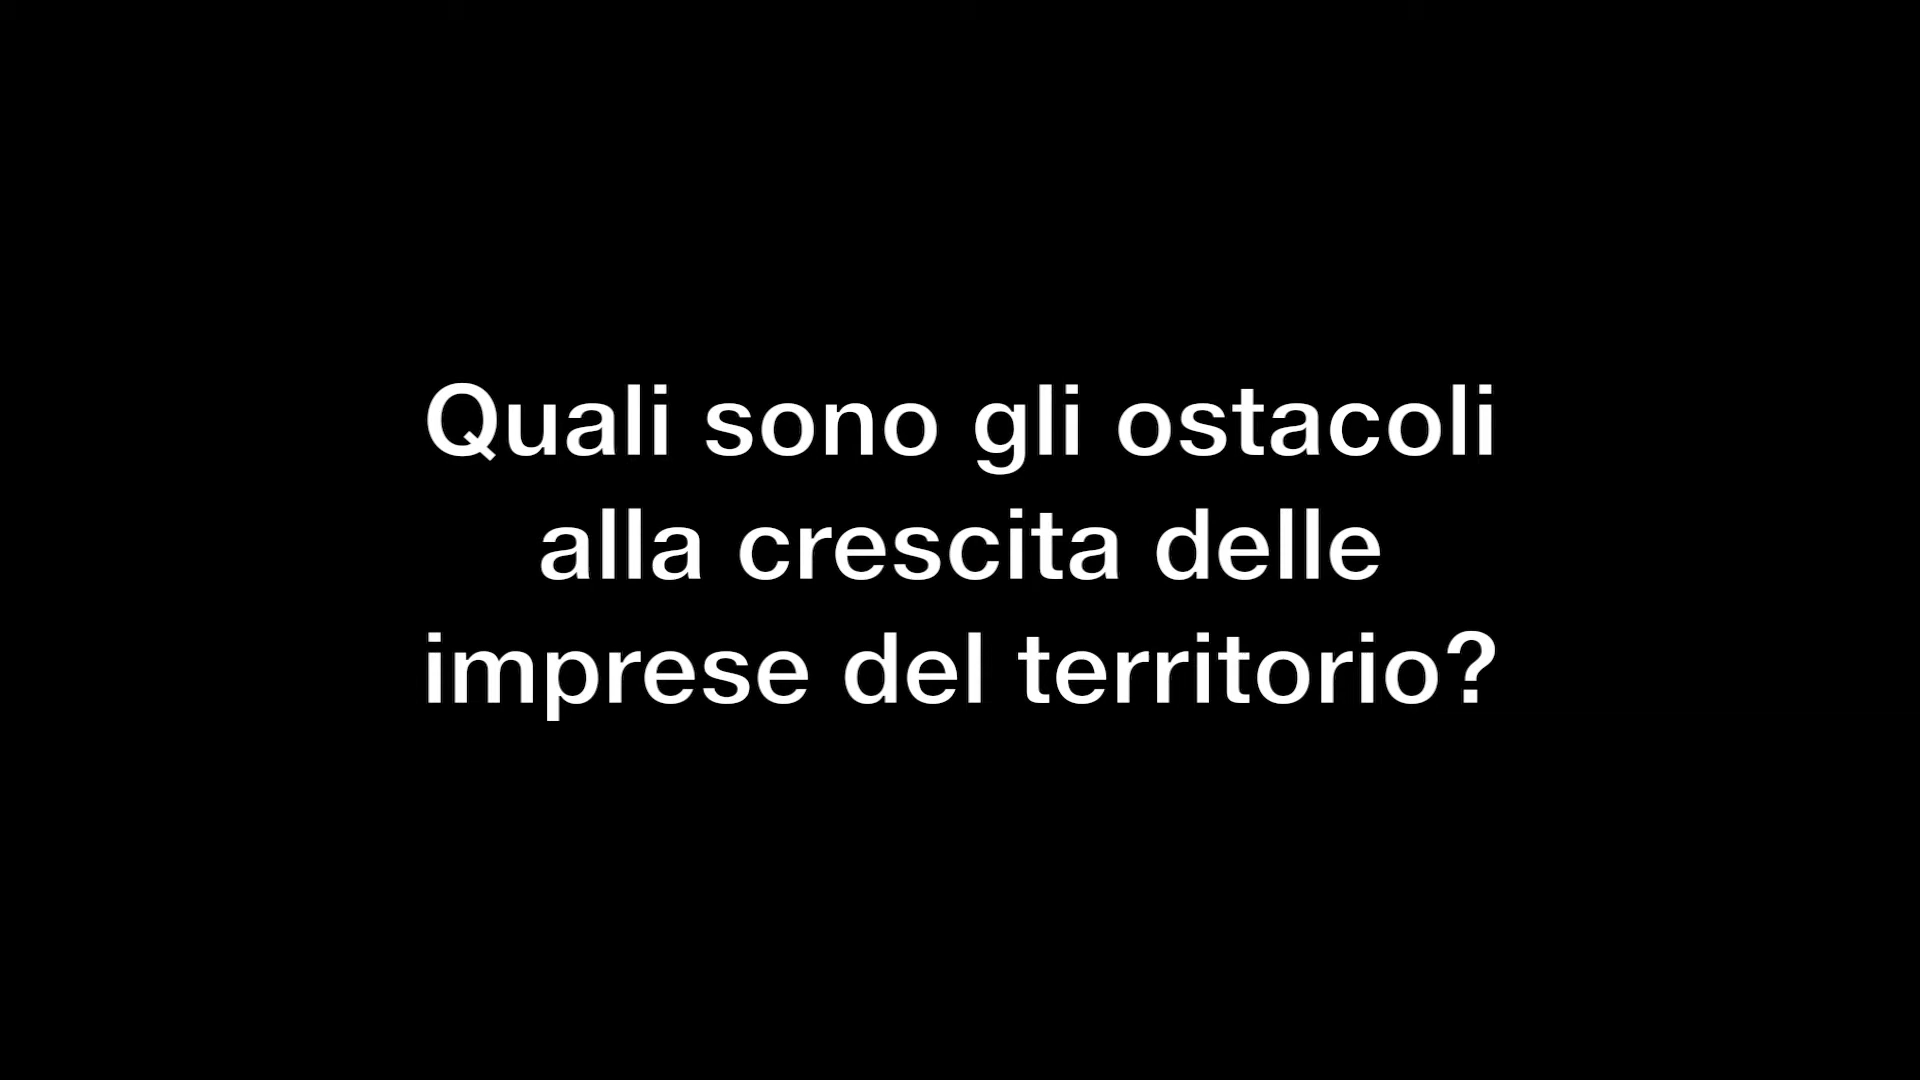 Quali sono gli ostacoli
alla crescita delle
imprese del territorio?